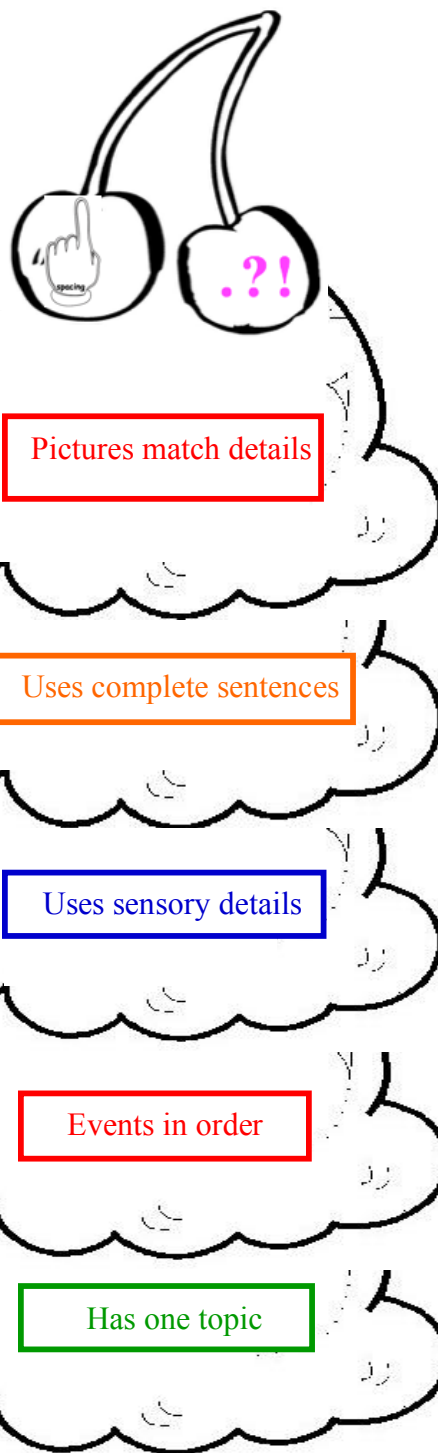 spacing
.?!
Pictures match details
Uses complete sentences
Uses sensory details
Events in order
Has one topic